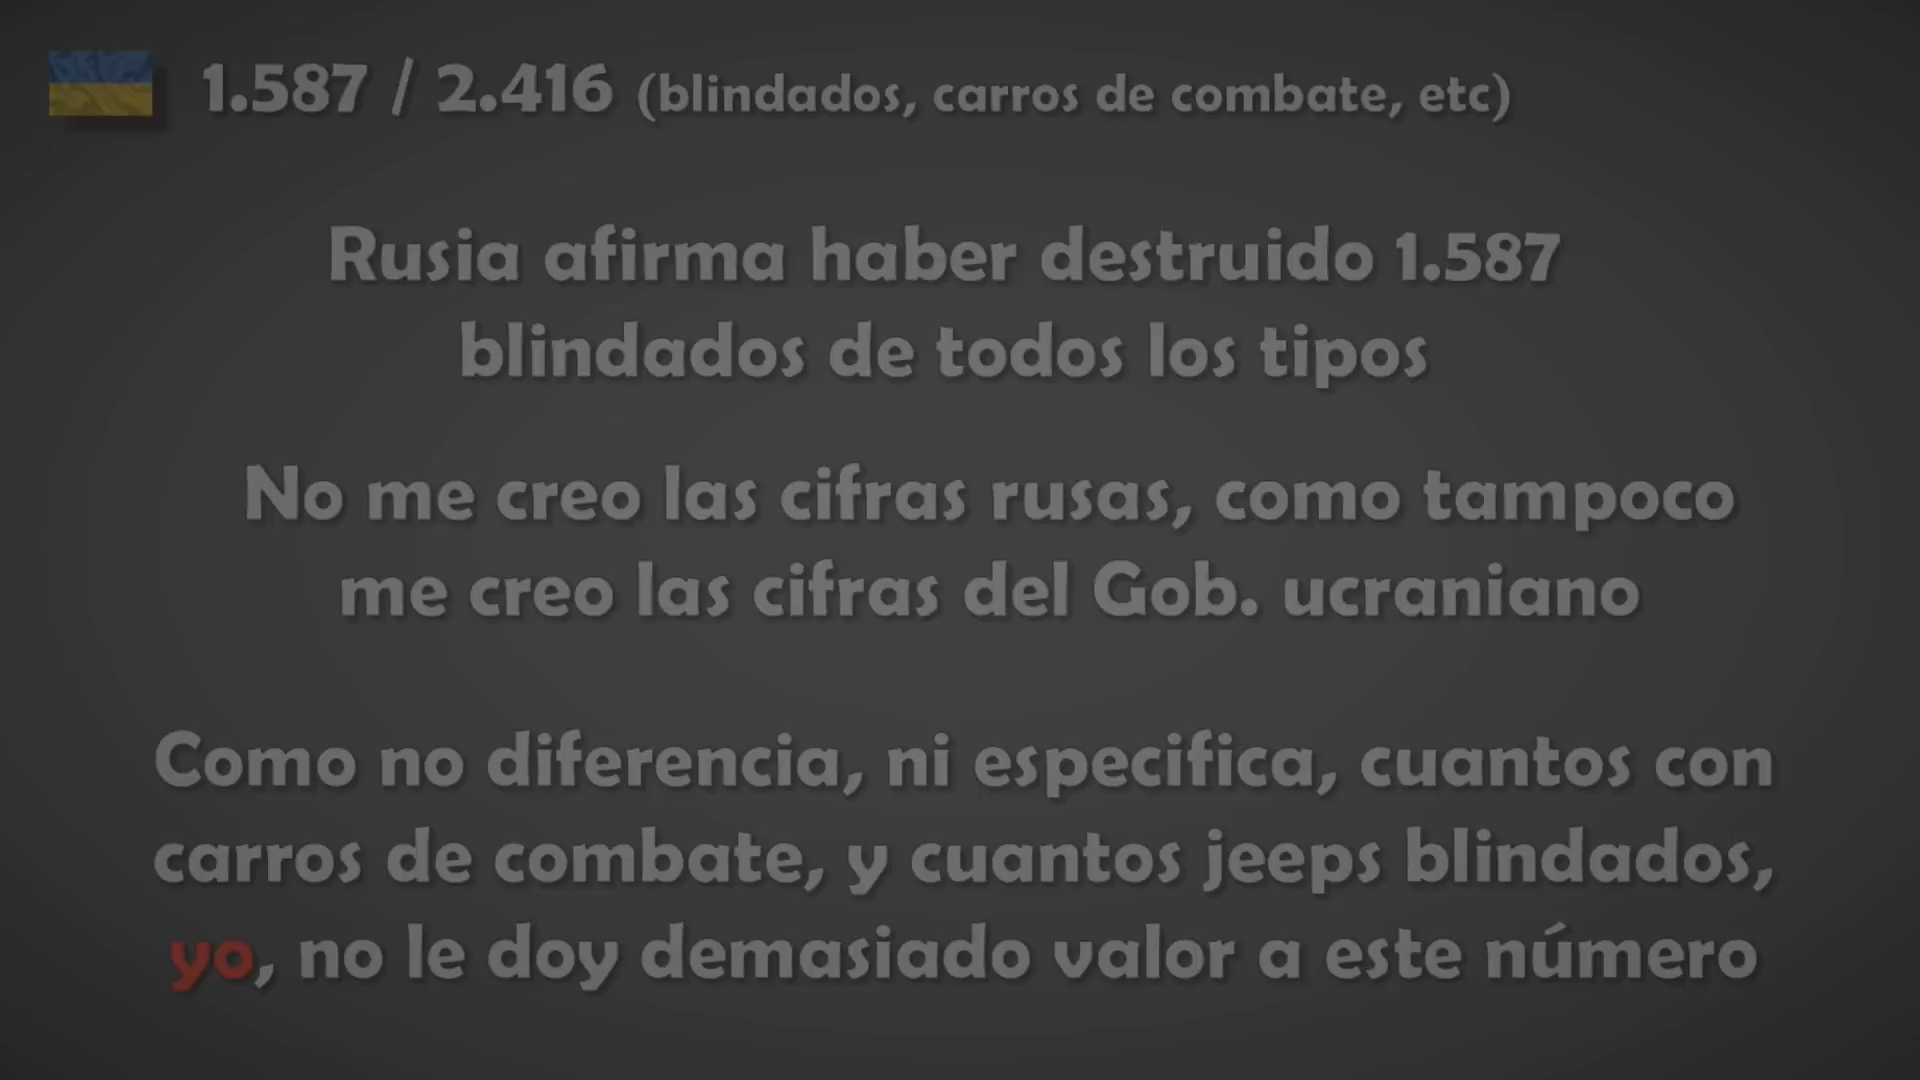 1.587 / 2.416 (blindados, carros de combate, etc)
Rusia afirma haber destruido 1.587
blindados de todos los tipos
No me creo las cifras rusas, como tampoco
me creo las cifras del Gob. ucraniano
Como no diferencia, ni especifica, cuantos con
carros de combate, y cuantos jeeps blindados,
yo, no le doy demasiado valor a este número